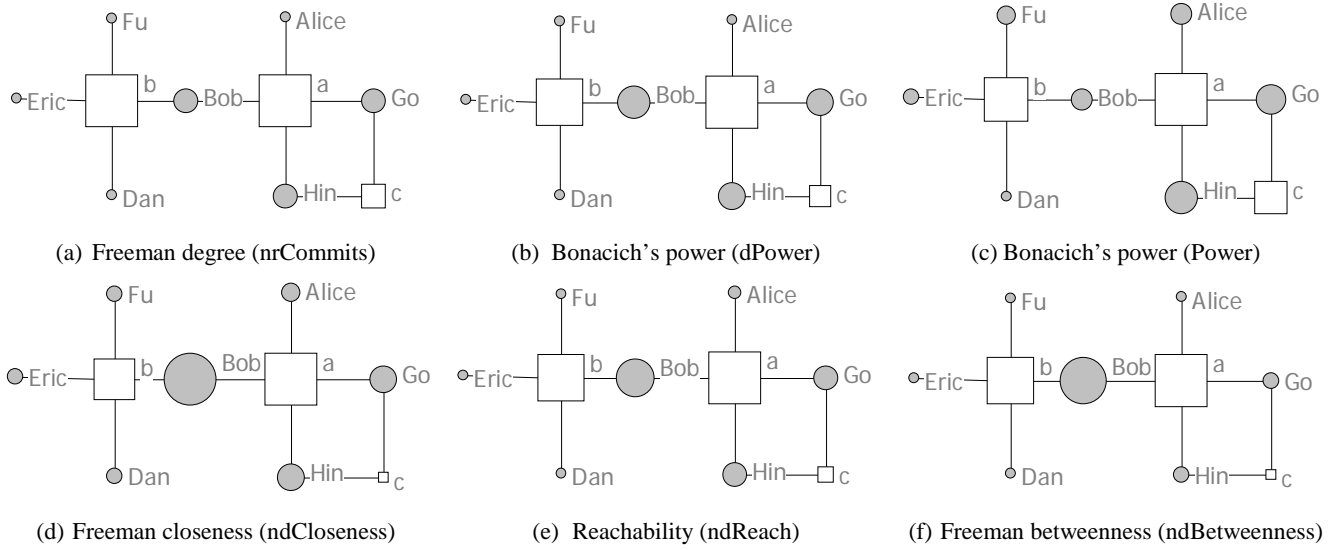 Fu Alice Fu Alice Fu Alice
b a b a b a
Eric Bob Go Eric Bob Go Eric Bob Go
Dan Hin c Dan Hin c Dan Hin c
(a) Freeman degree (nrCommits) (b) Bonacich's power (dPower) (c) Bonacich's power (Power)
Fu Alice Fu Alice Fu Alice
b Bob a b a b Bob a
Eric Go Eric Bob Go Eric Go
Dan Hin c Dan Hin c Dan Hin c
(d) Freeman closeness (ndCloseness) (e) Reachability (ndReach) (f) Freeman betweenness (ndBetweenness)